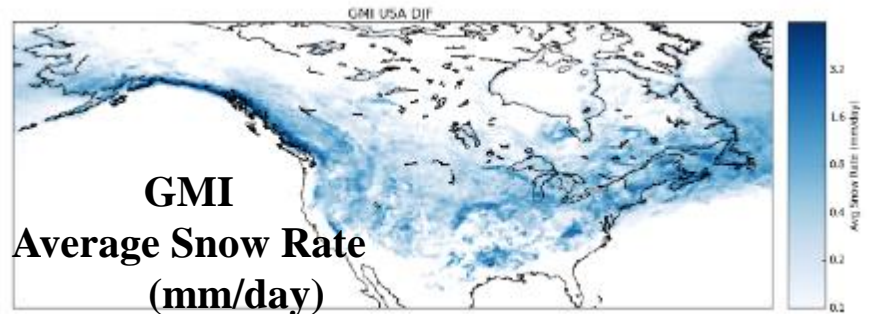 GMI USA DJF
GMI
Average Snow Rate
(mm/day)
3.2
1.6
0.8
0.4
0.2
0.1
Avg Snow Rate (mm/day)